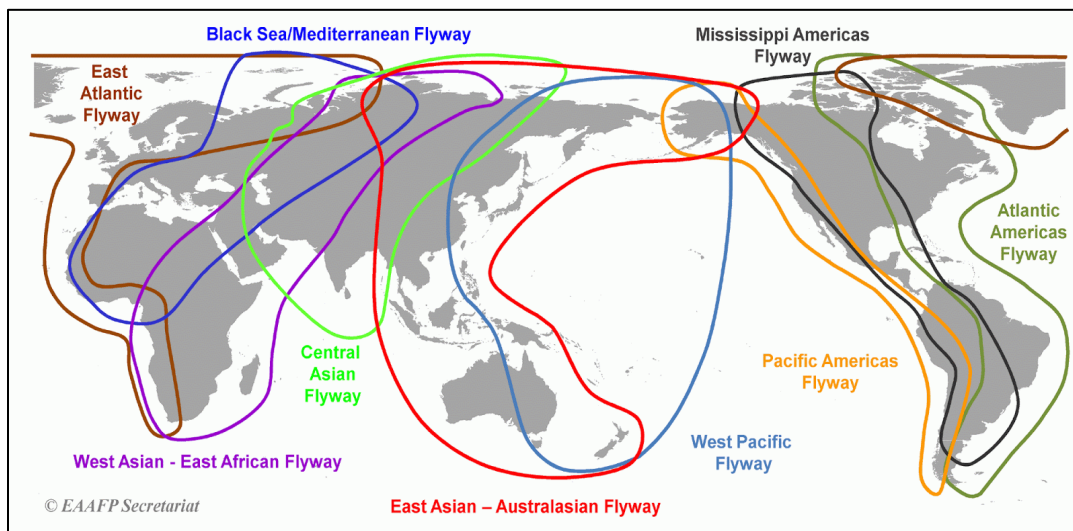 Black Sea/Mediterranean Flyway
Mississippi Americas
Flyway
East
Atlantic
Flyway
Atlantic
Americas
Flyway
Central
Asian
Flyway
Pacific Americas
Flyway
West Asian - East African Flyway
West Pacific
Flyway
East Asian – Australasian Flyway
© EAAFP Secretariat